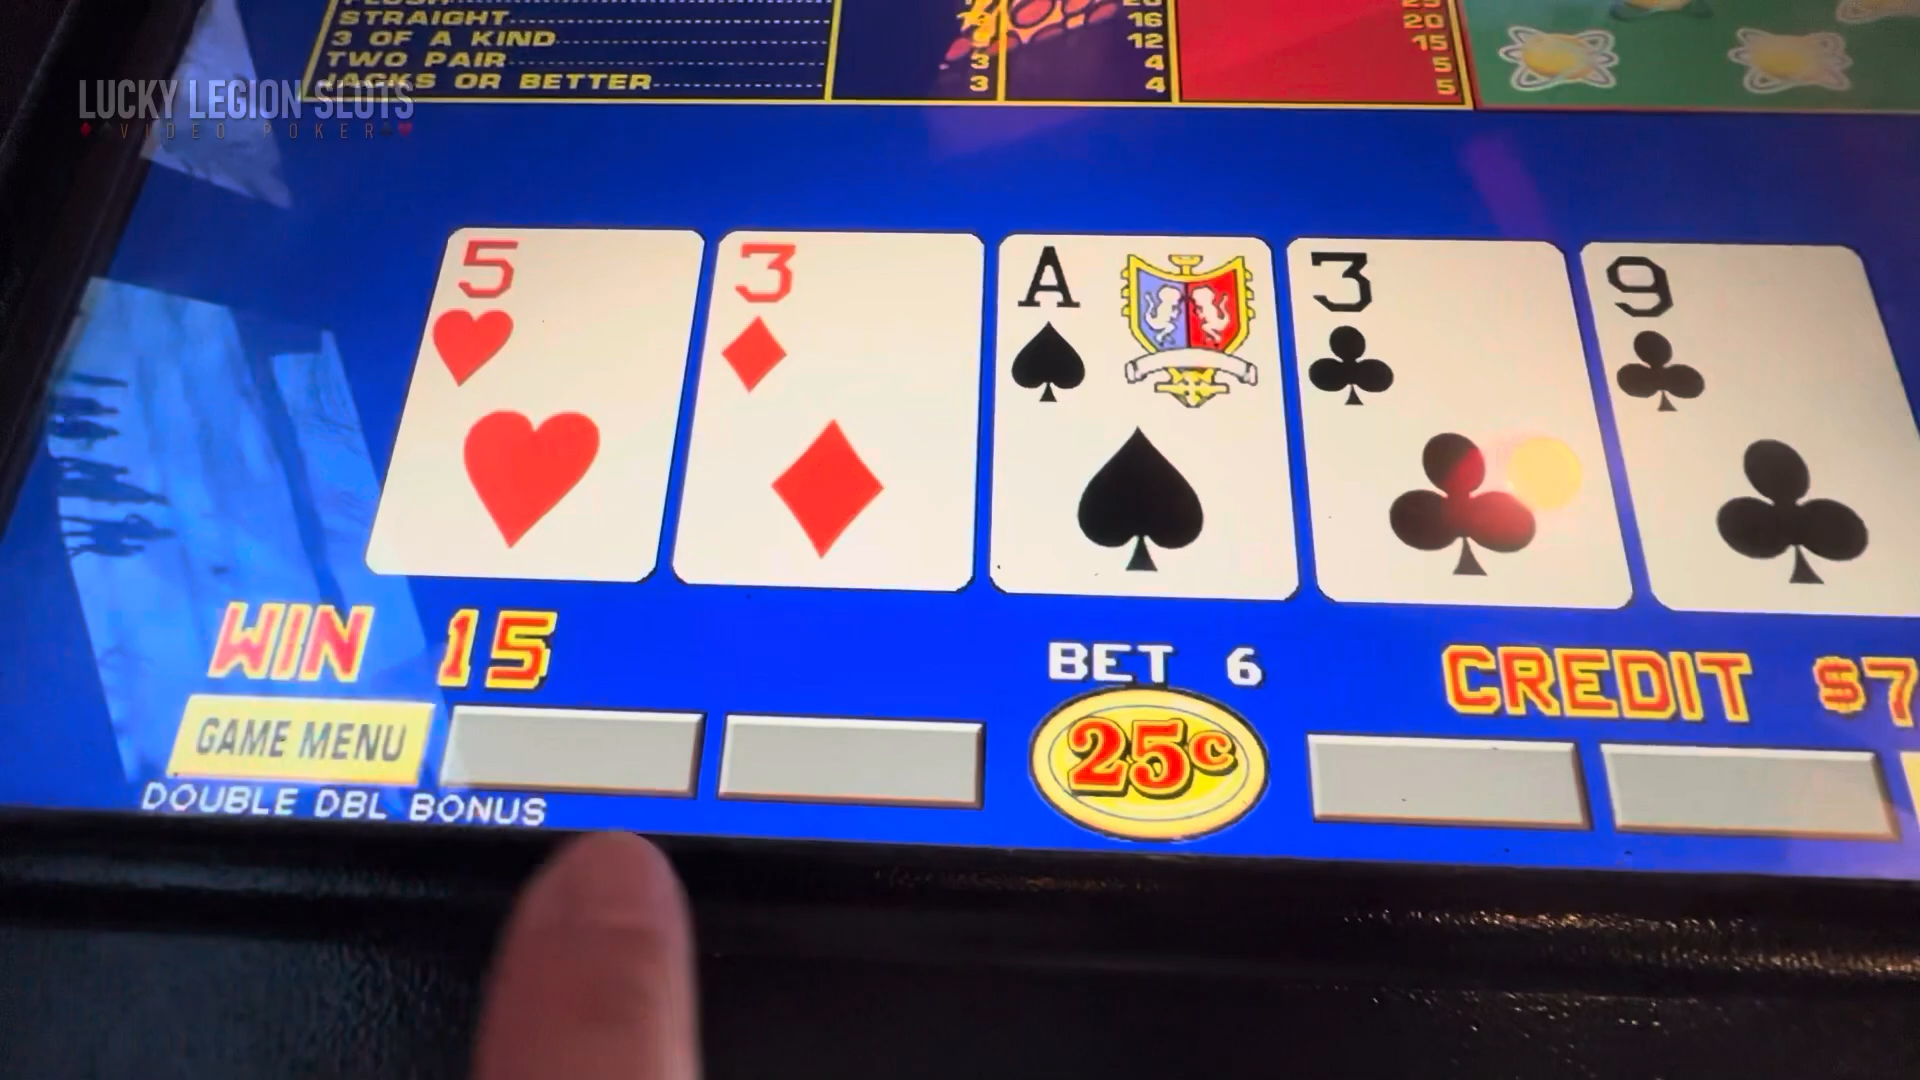 STRAIGHT 16 20
3 OF A KIND 12 15
TWO PAIR 3 4 5
JACKS OR BETTER 3 4 5
LUCKY LEGION SLOTS
VIDEO POKER
5 3 A 3 9
WIN 15
BET 6
CREDIT $7
GAME MENU
25¢
DOUBLE DBL BONUS